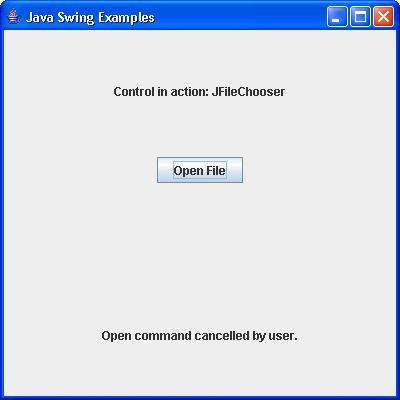 Java Swing Examples
Control in action: JFileChooser
Open File
Open command cancelled by user.